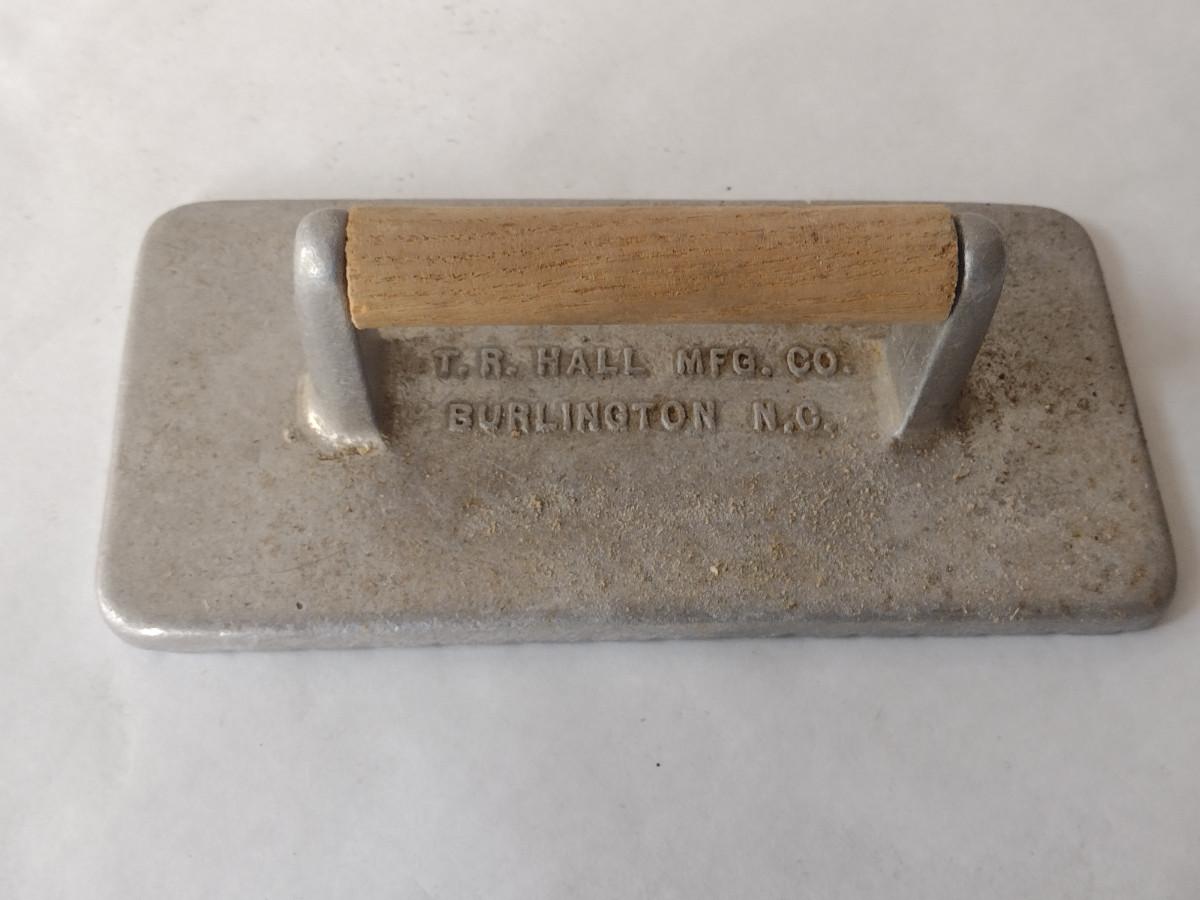 T. R. HALL MFG. CO.
BURLINGTON N.C.